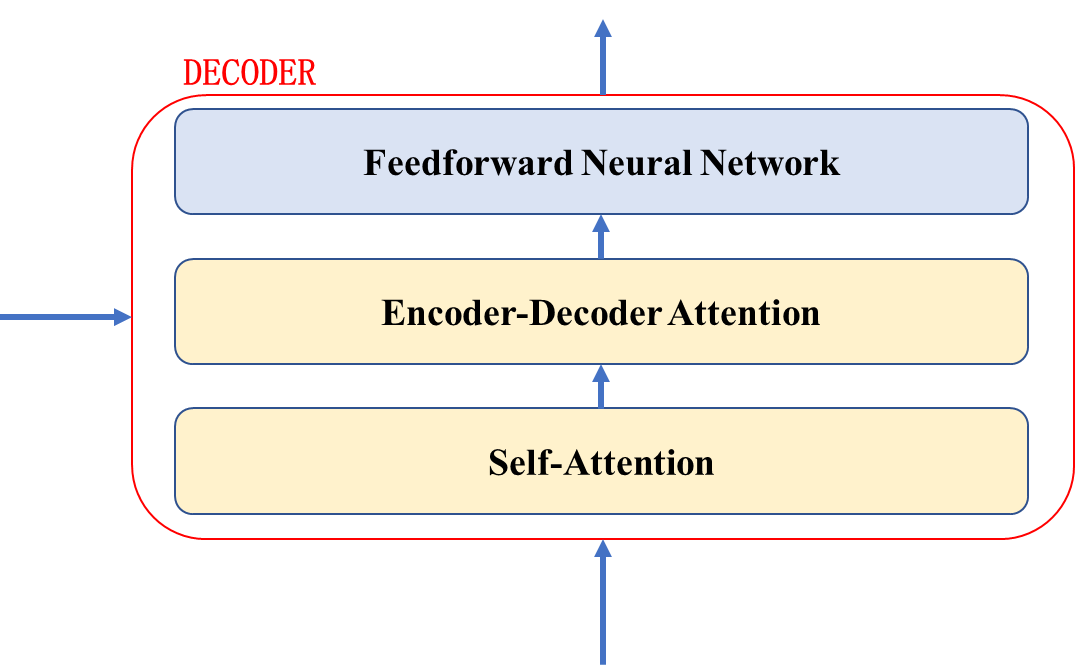 DECODER
Feedforward Neural Network
Encoder-Decoder Attention
Self-Attention